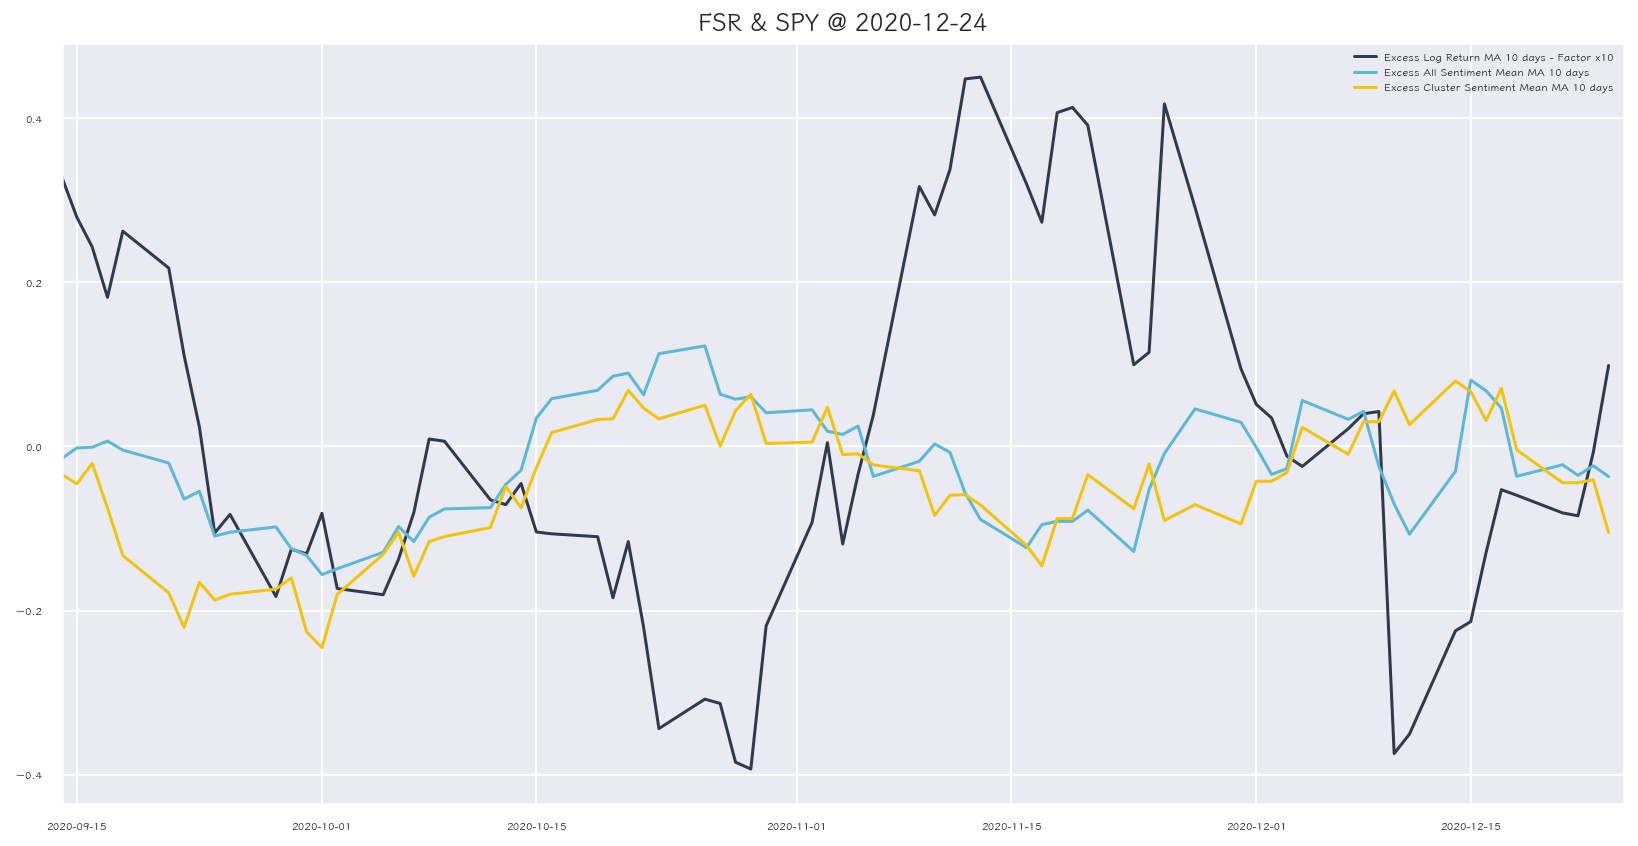 FSR & SPY @ 2020-12-24
Excess Log Return MA 10 days - Factor x10
Excess All Sentiment Mean MA 10 days
Excess Cluster Sentiment Mean MA 10 days
0.4
0.2
0.0
−0.2
−0.4
2020-09-15 2020-10-01 2020-10-15 2020-11-01 2020-11-15 2020-12-01 2020-12-15